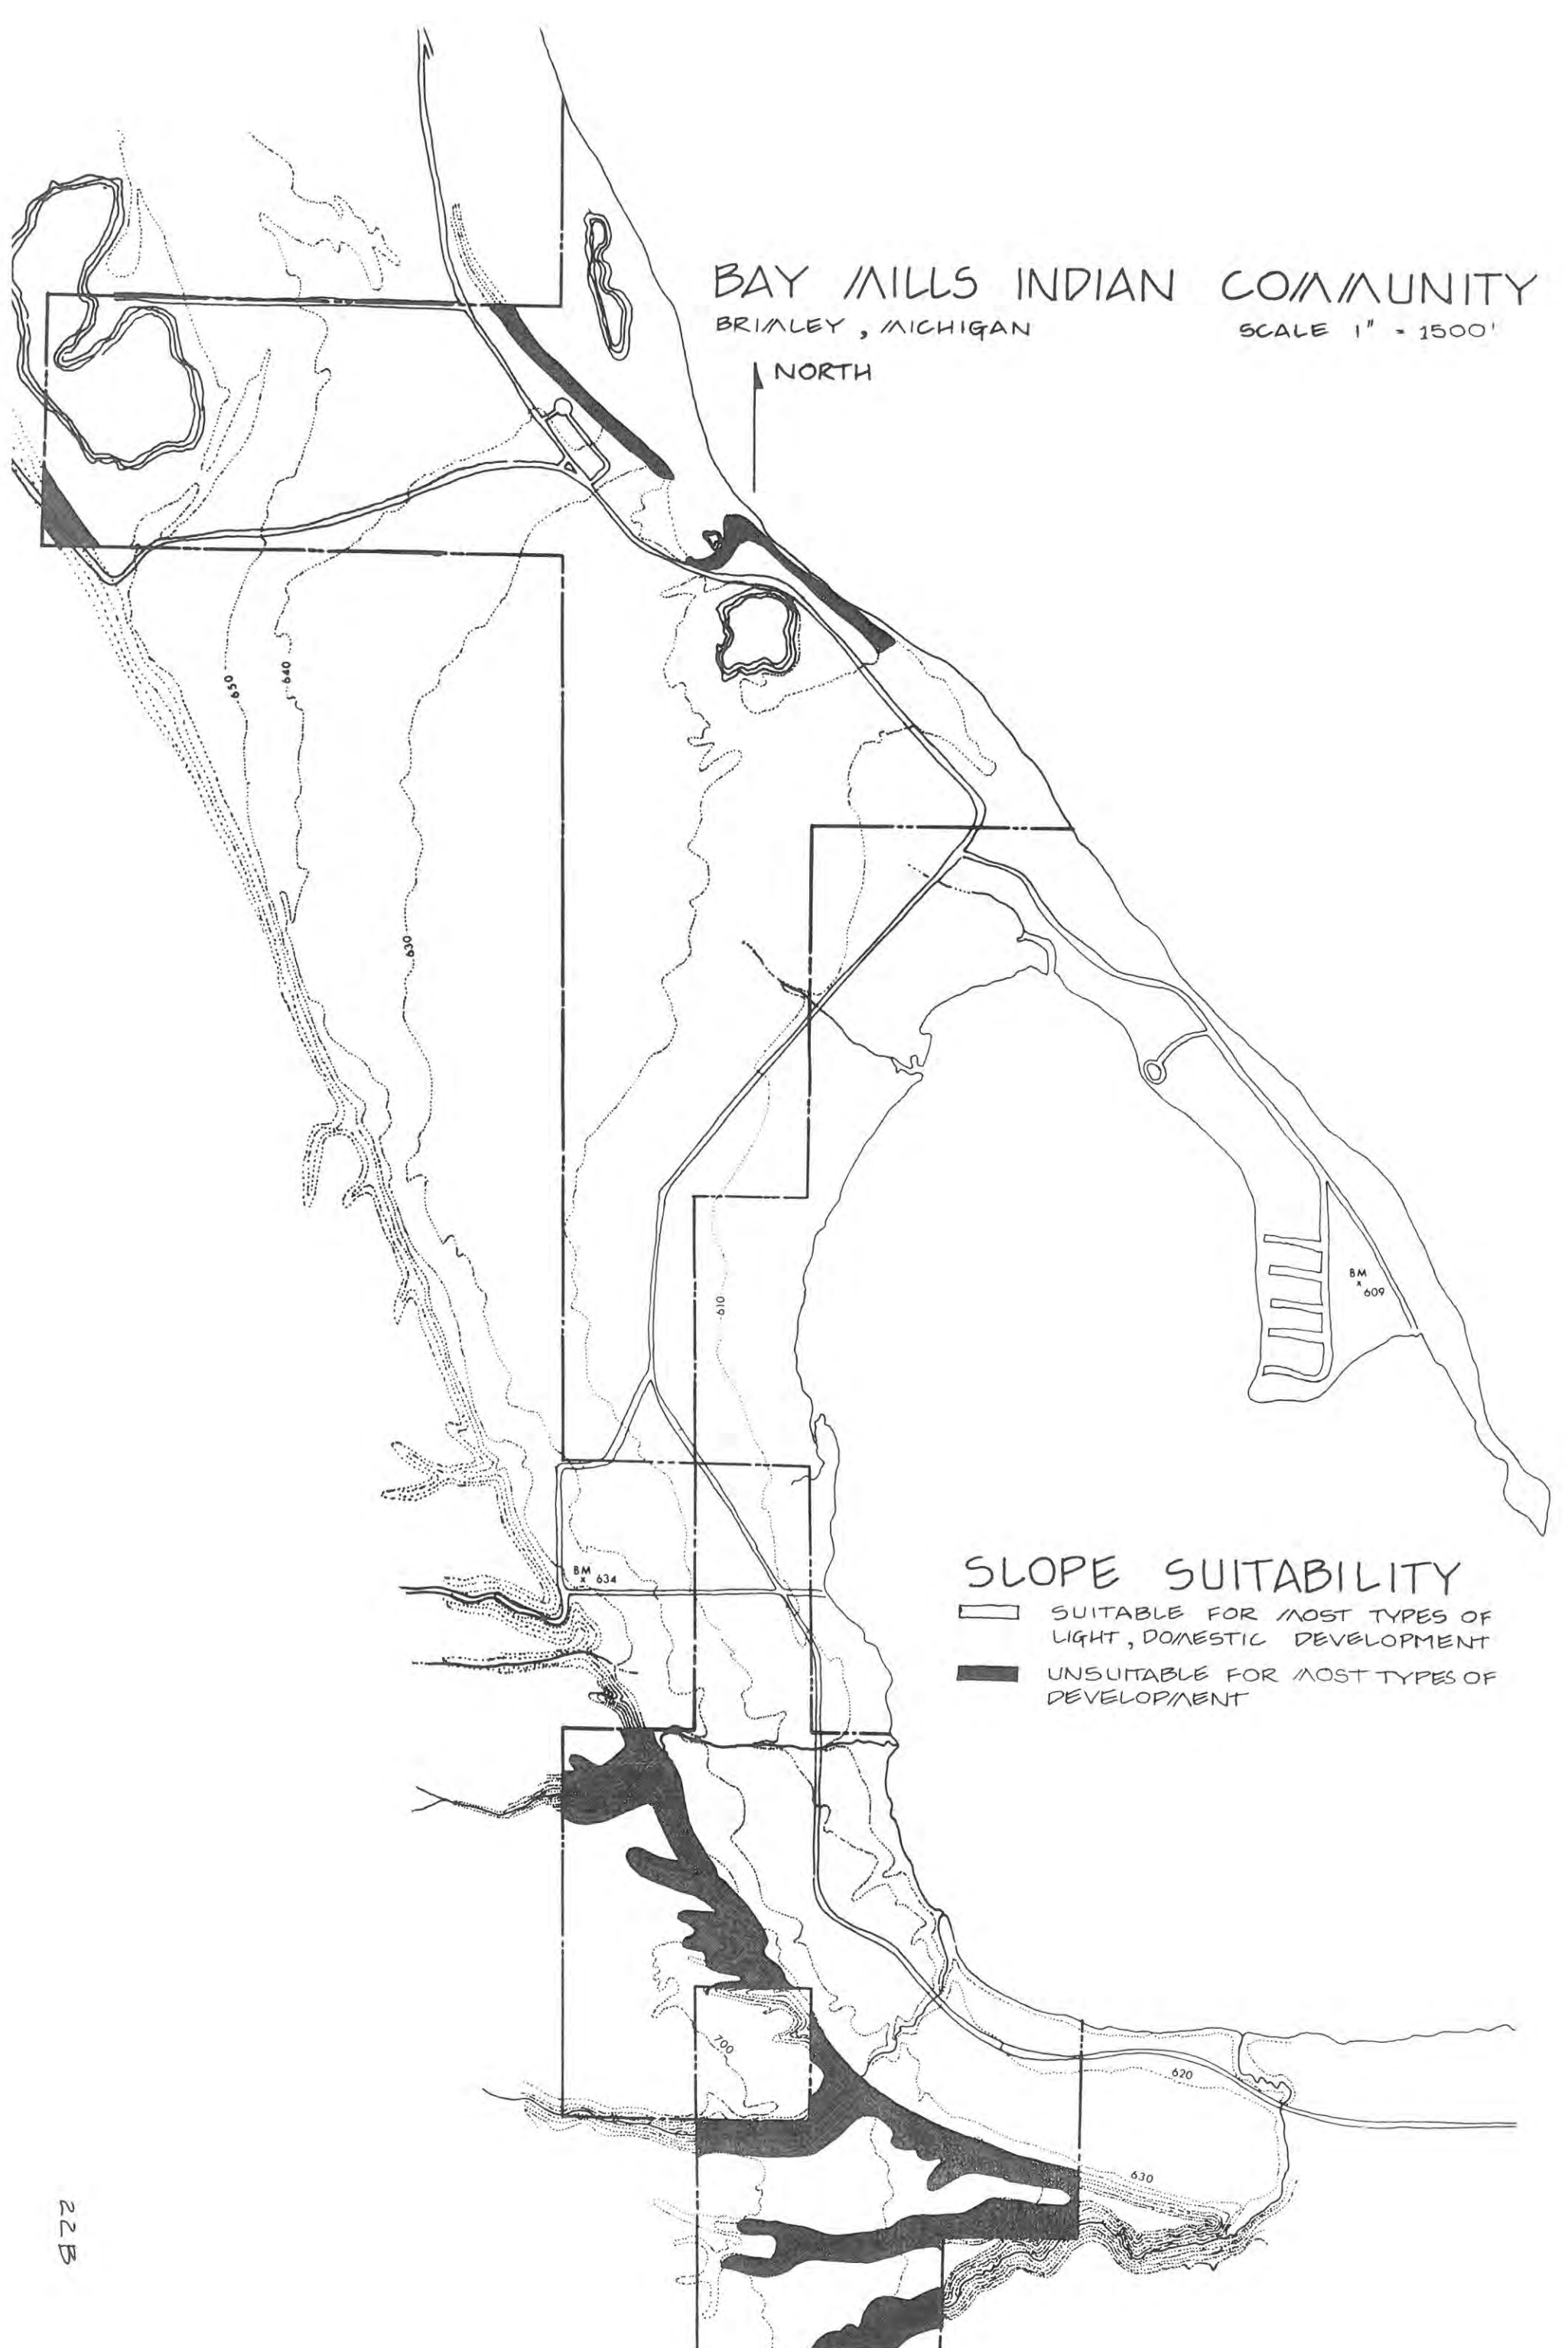 BAY MILLS INDIAN COMMUNITY
BRIMLEY, MICHIGAN
SCALE 1" = 1500'
NORTH
650
640
630
610
BM
x
609
BM
x 634
SLOPE SUITABILITY
SUITABLE FOR MOST TYPES OF
LIGHT, DOMESTIC DEVELOPMENT
UNSUITABLE FOR MOST TYPES OF
DEVELOPMENT
700
620
630
22B